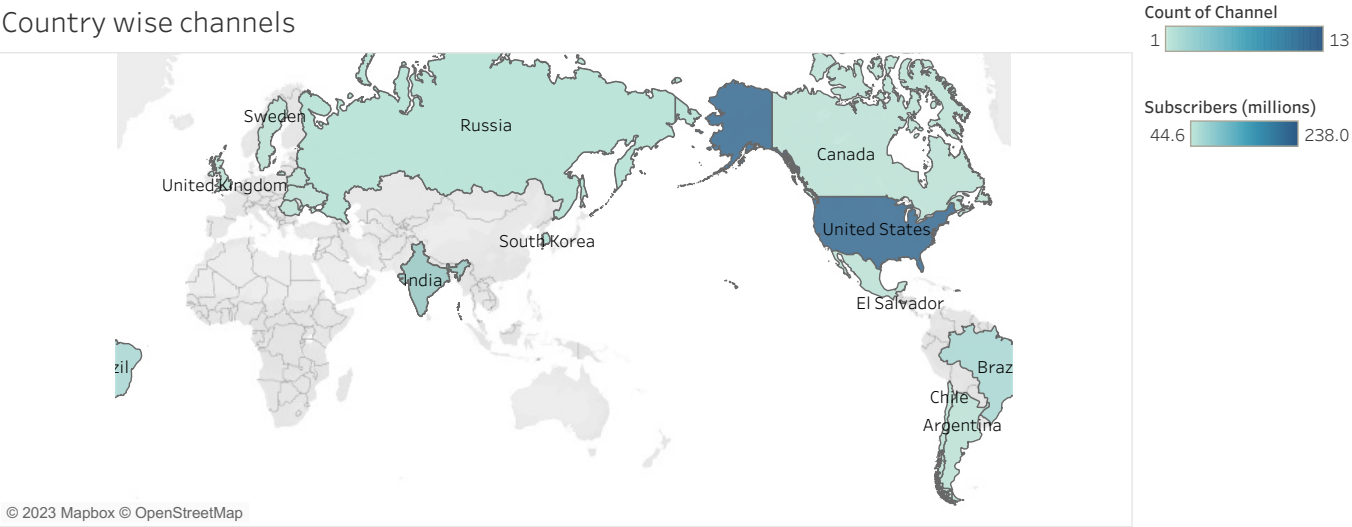 Country wise channels
Count of Channel
1 13
Subscribers (millions)
44.6 238.0
Sweden
Russia
Canada
United Kingdom
United States
South Korea
India
El Salvador
zil
Braz
Chile
Argentina
© 2023 Mapbox © OpenStreetMap